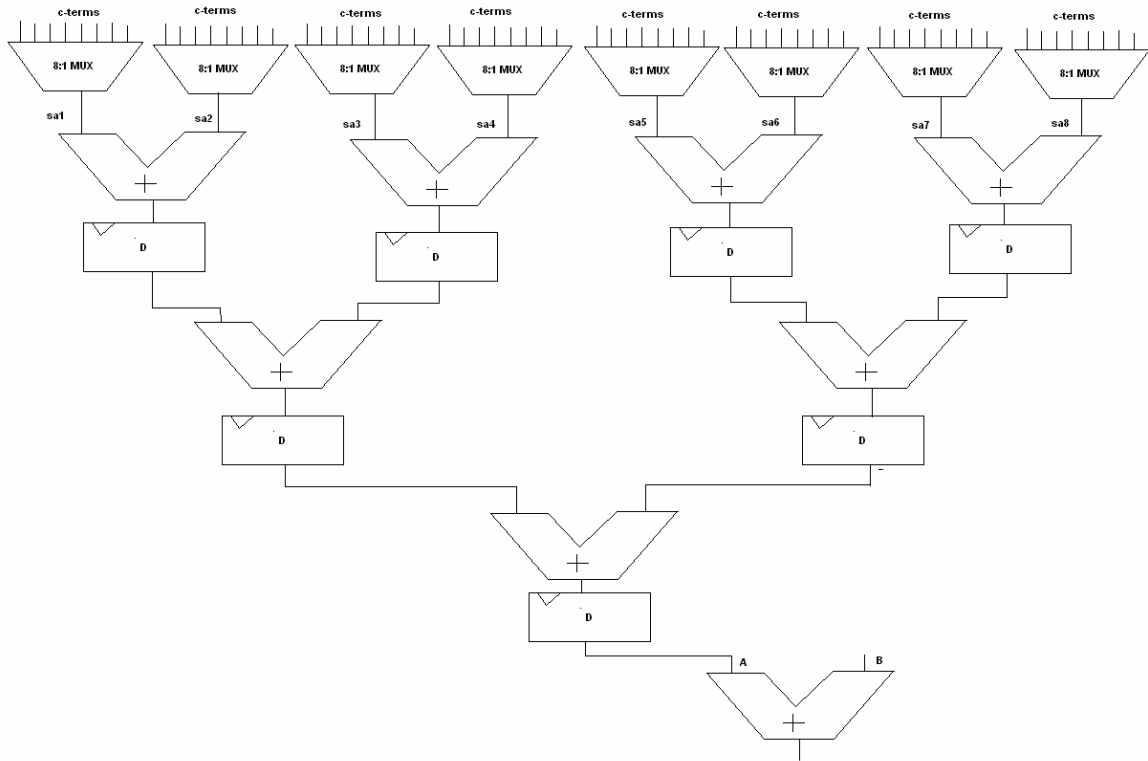 c-terms c-terms c-terms c-terms c-terms c-terms c-terms c-terms
8:1 MUX 8:1 MUX 8:1 MUX 8:1 MUX 8:1 MUX 8:1 MUX 8:1 MUX 8:1 MUX
sa1 sa2 sa3 sa4 sa5 sa6 sa7 sa8
+ + + +
D D D D
+ +
D D
+
D
A B
+